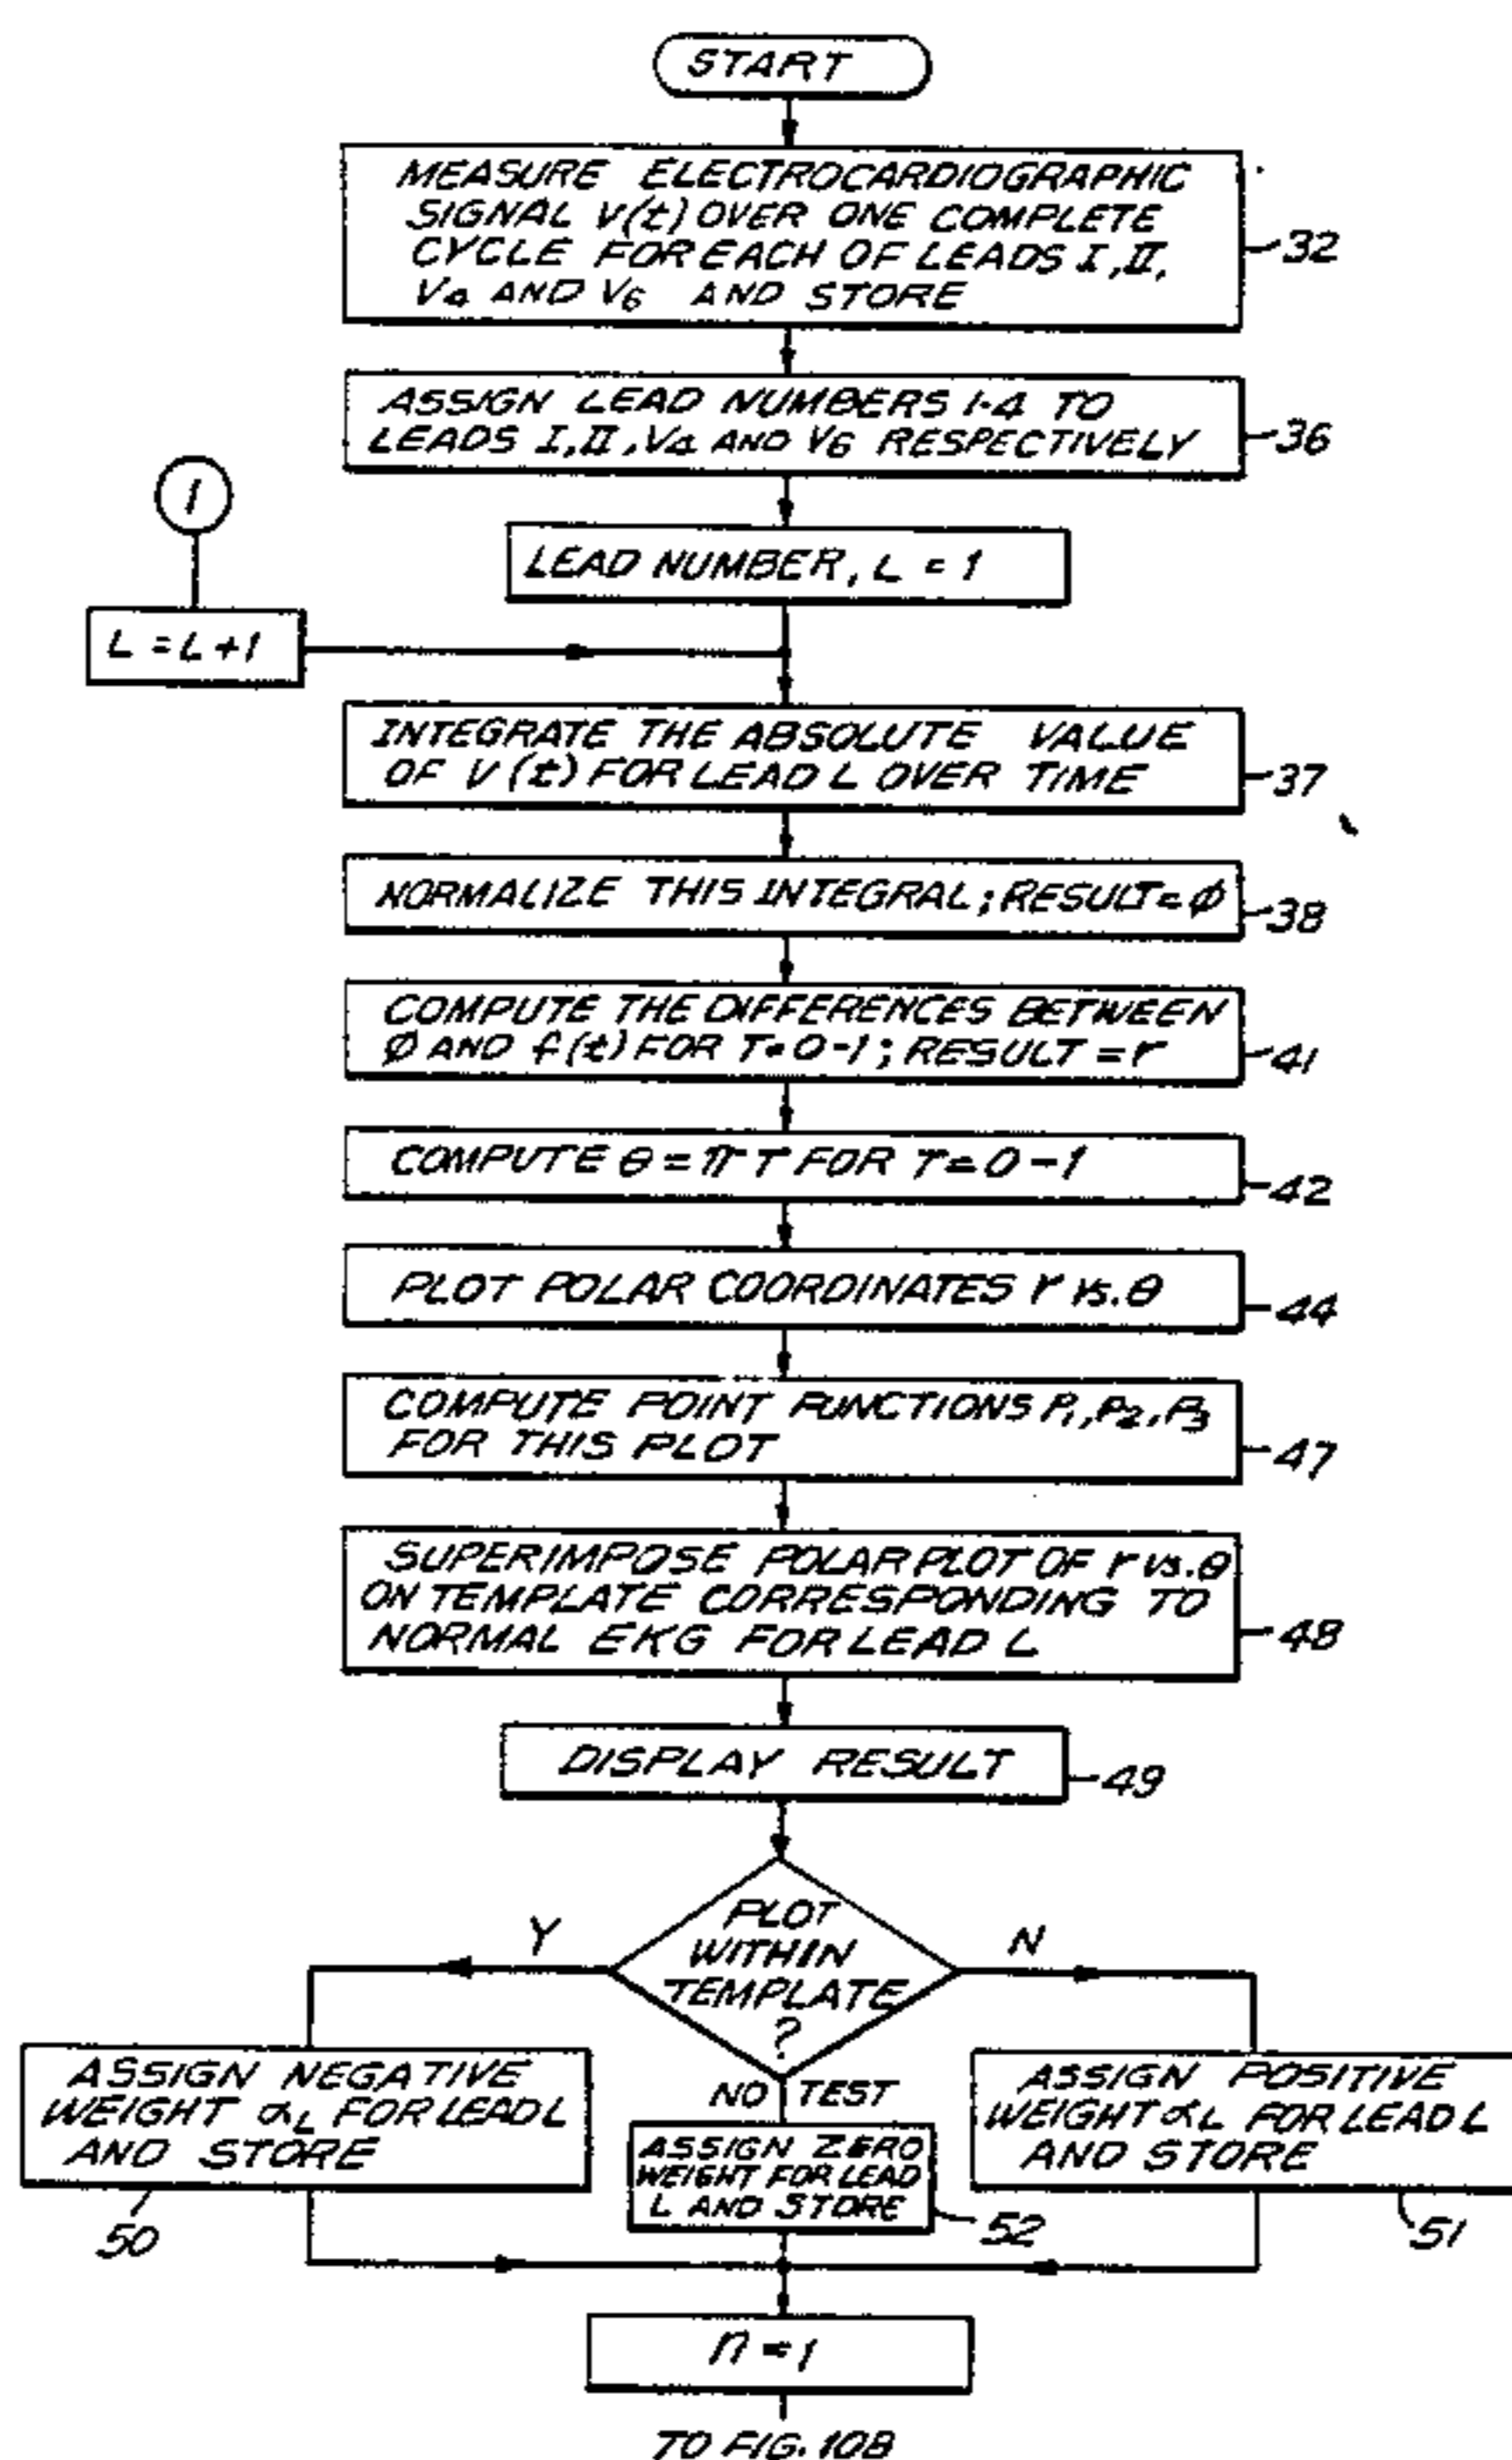 START
MEASURE ELECTROCARDIOGRAPHIC
SIGNAL V(t) OVER ONE COMPLETE
CYCLE FOR EACH OF LEADS I, II,
V4 AND V6 AND STORE
32
ASSIGN LEAD NUMBERS 1-4 TO
LEADS I, II, V4 AND V6 RESPECTIVELY
36
1
LEAD NUMBER, L = 1
L = L+1
INTEGRATE THE ABSOLUTE VALUE
OF V(t) FOR LEAD L OVER TIME
37
NORMALIZE THIS INTEGRAL; RESULT = ϕ
38
COMPUTE THE DIFFERENCES BETWEEN
ϕ AND f(t) FOR T=0-1; RESULT = r
41
COMPUTE θ = π T FOR T=0-1
42
PLOT POLAR COORDINATES r vs. θ
44
COMPUTE POINT FUNCTIONS P1, P2, P3
FOR THIS PLOT
47
SUPERIMPOSE POLAR PLOT OF r vs. θ
ON TEMPLATE CORRESPONDING TO
NORMAL EKG FOR LEAD L
48
DISPLAY RESULT
49
PLOT
WITHIN
TEMPLATE
?
Y
N
NO TEST
ASSIGN NEGATIVE
WEIGHT αL FOR LEAD L
AND STORE
50
ASSIGN ZERO
WEIGHT FOR LEAD
L AND STORE
52
ASSIGN POSITIVE
WEIGHT αL FOR LEAD L
AND STORE
51
n = 1
TO FIG. 10B